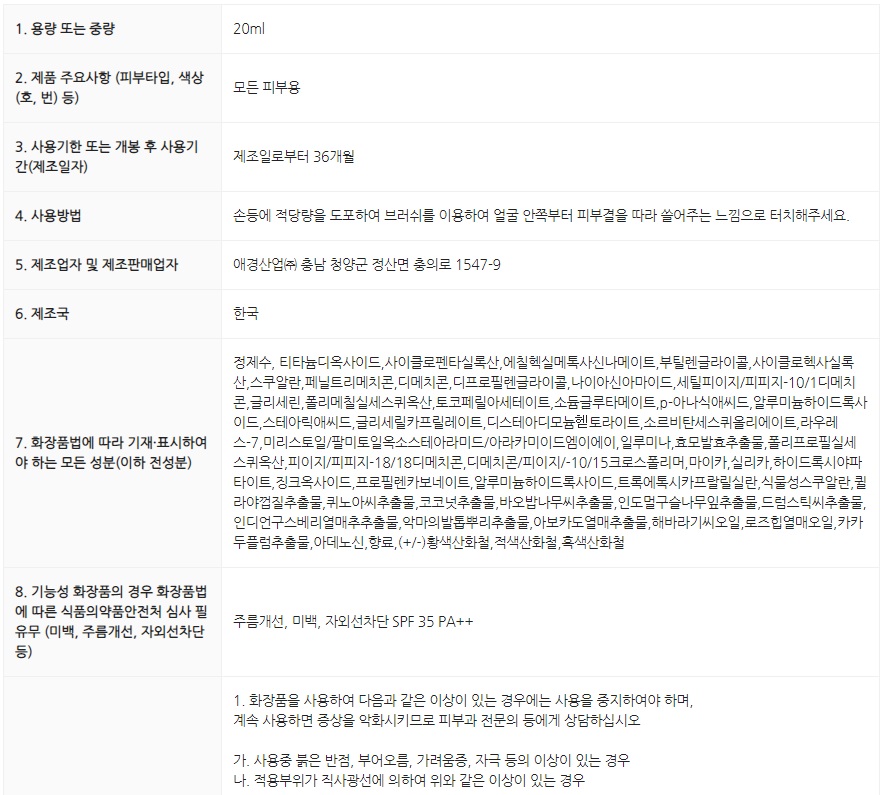 1. 용량 또는 중량
20ml
2. 제품 주요사항 (피부타입, 색상
(호, 번) 등)
모든 피부용
3. 사용기한 또는 개봉 후 사용기
간(제조일자)
제조일로부터 36개월
4. 사용방법
손등에 적당량을 도포하여 브러쉬를 이용하여 얼굴 안쪽부터 피부결을 따라 쓸어주는 느낌으로 터치해주세요.
5. 제조업자 및 제조판매업자
애경산업㈜ 충남 청양군 정산면 충의로 1547-9
6. 제조국
한국
7. 화장품법에 따라 기재·표시하여
야 하는 모든 성분(이하 전성분)
정제수, 티타늄디옥사이드,사이클로펜타실록산,에칠헥실메톡사신나메이트,부틸렌글라이콜,사이클로헥사실록
산,스쿠알란,페닐트리메치콘,디메치콘,디프로필렌글라이콜,나이아신아마이드,세틸피이지/피피지-10/1디메치
콘,글리세린,폴리메칠실세스퀴옥산,토코페릴아세테이트,소듐글루타메이트,p-아나식애씨드,알루미늄하이드록사
이드,스테아릭애씨드,글리세릴카프릴레이트,디스테아디모늄헬토라이트,소르비탄세스퀴올리에이트,라우레
스-7,미리스토일/팔미토일옥소스테아라미드/아라카미이드엠이에이,일루미나,효모발효추출물,폴리프로필실세
스퀴옥산,피이지/피피지-18/18디메치콘,디메치콘/피이지/-10/15크로스폴리머,마이카,실리카,하이드록시야파
타이트,징크옥사이드,프로필렌카보네이트,알루미늄하이드록사이드,트록에톡시카프랄릴실란,식물성스쿠알란,퀼
라야껍질추출물,퀴노아씨추출물,코코넛추출물,바오밥나무씨추출물,인도멀구슬나무잎추출물,드럼스틱씨추출물,
인디언구스베리열매추추출물,악마의발톱뿌리추출물,아보카도열매추출물,해바라기씨오일,로즈힙열매오일,카카
두플럼추출물,아데노신,향료,(+/-)황색산화철,적색산화철,흑색산화철
8. 기능성 화장품의 경우 화장품법
에 따른 식품의약품안전처 심사 필
유무 (미백, 주름개선, 자외선차단
등)
주름개선, 미백, 자외선차단 SPF 35 PA++
1. 화장품을 사용하여 다음과 같은 이상이 있는 경우에는 사용을 중지하여야 하며,
계속 사용하면 증상을 악화시키므로 피부과 전문의 등에게 상담하십시오
가. 사용중 붉은 반점, 부어오름, 가려움증, 자극 등의 이상이 있는 경우
나. 적용부위가 직사광선에 의하여 위와 같은 이상이 있는 경우